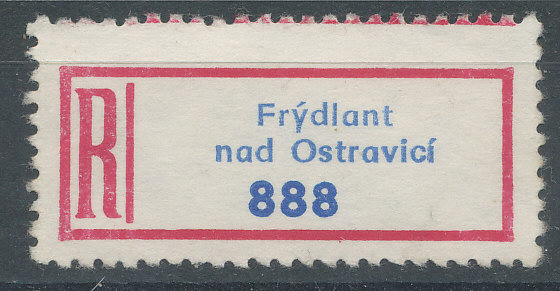 R
Frýdlant
nad Ostravicí
888